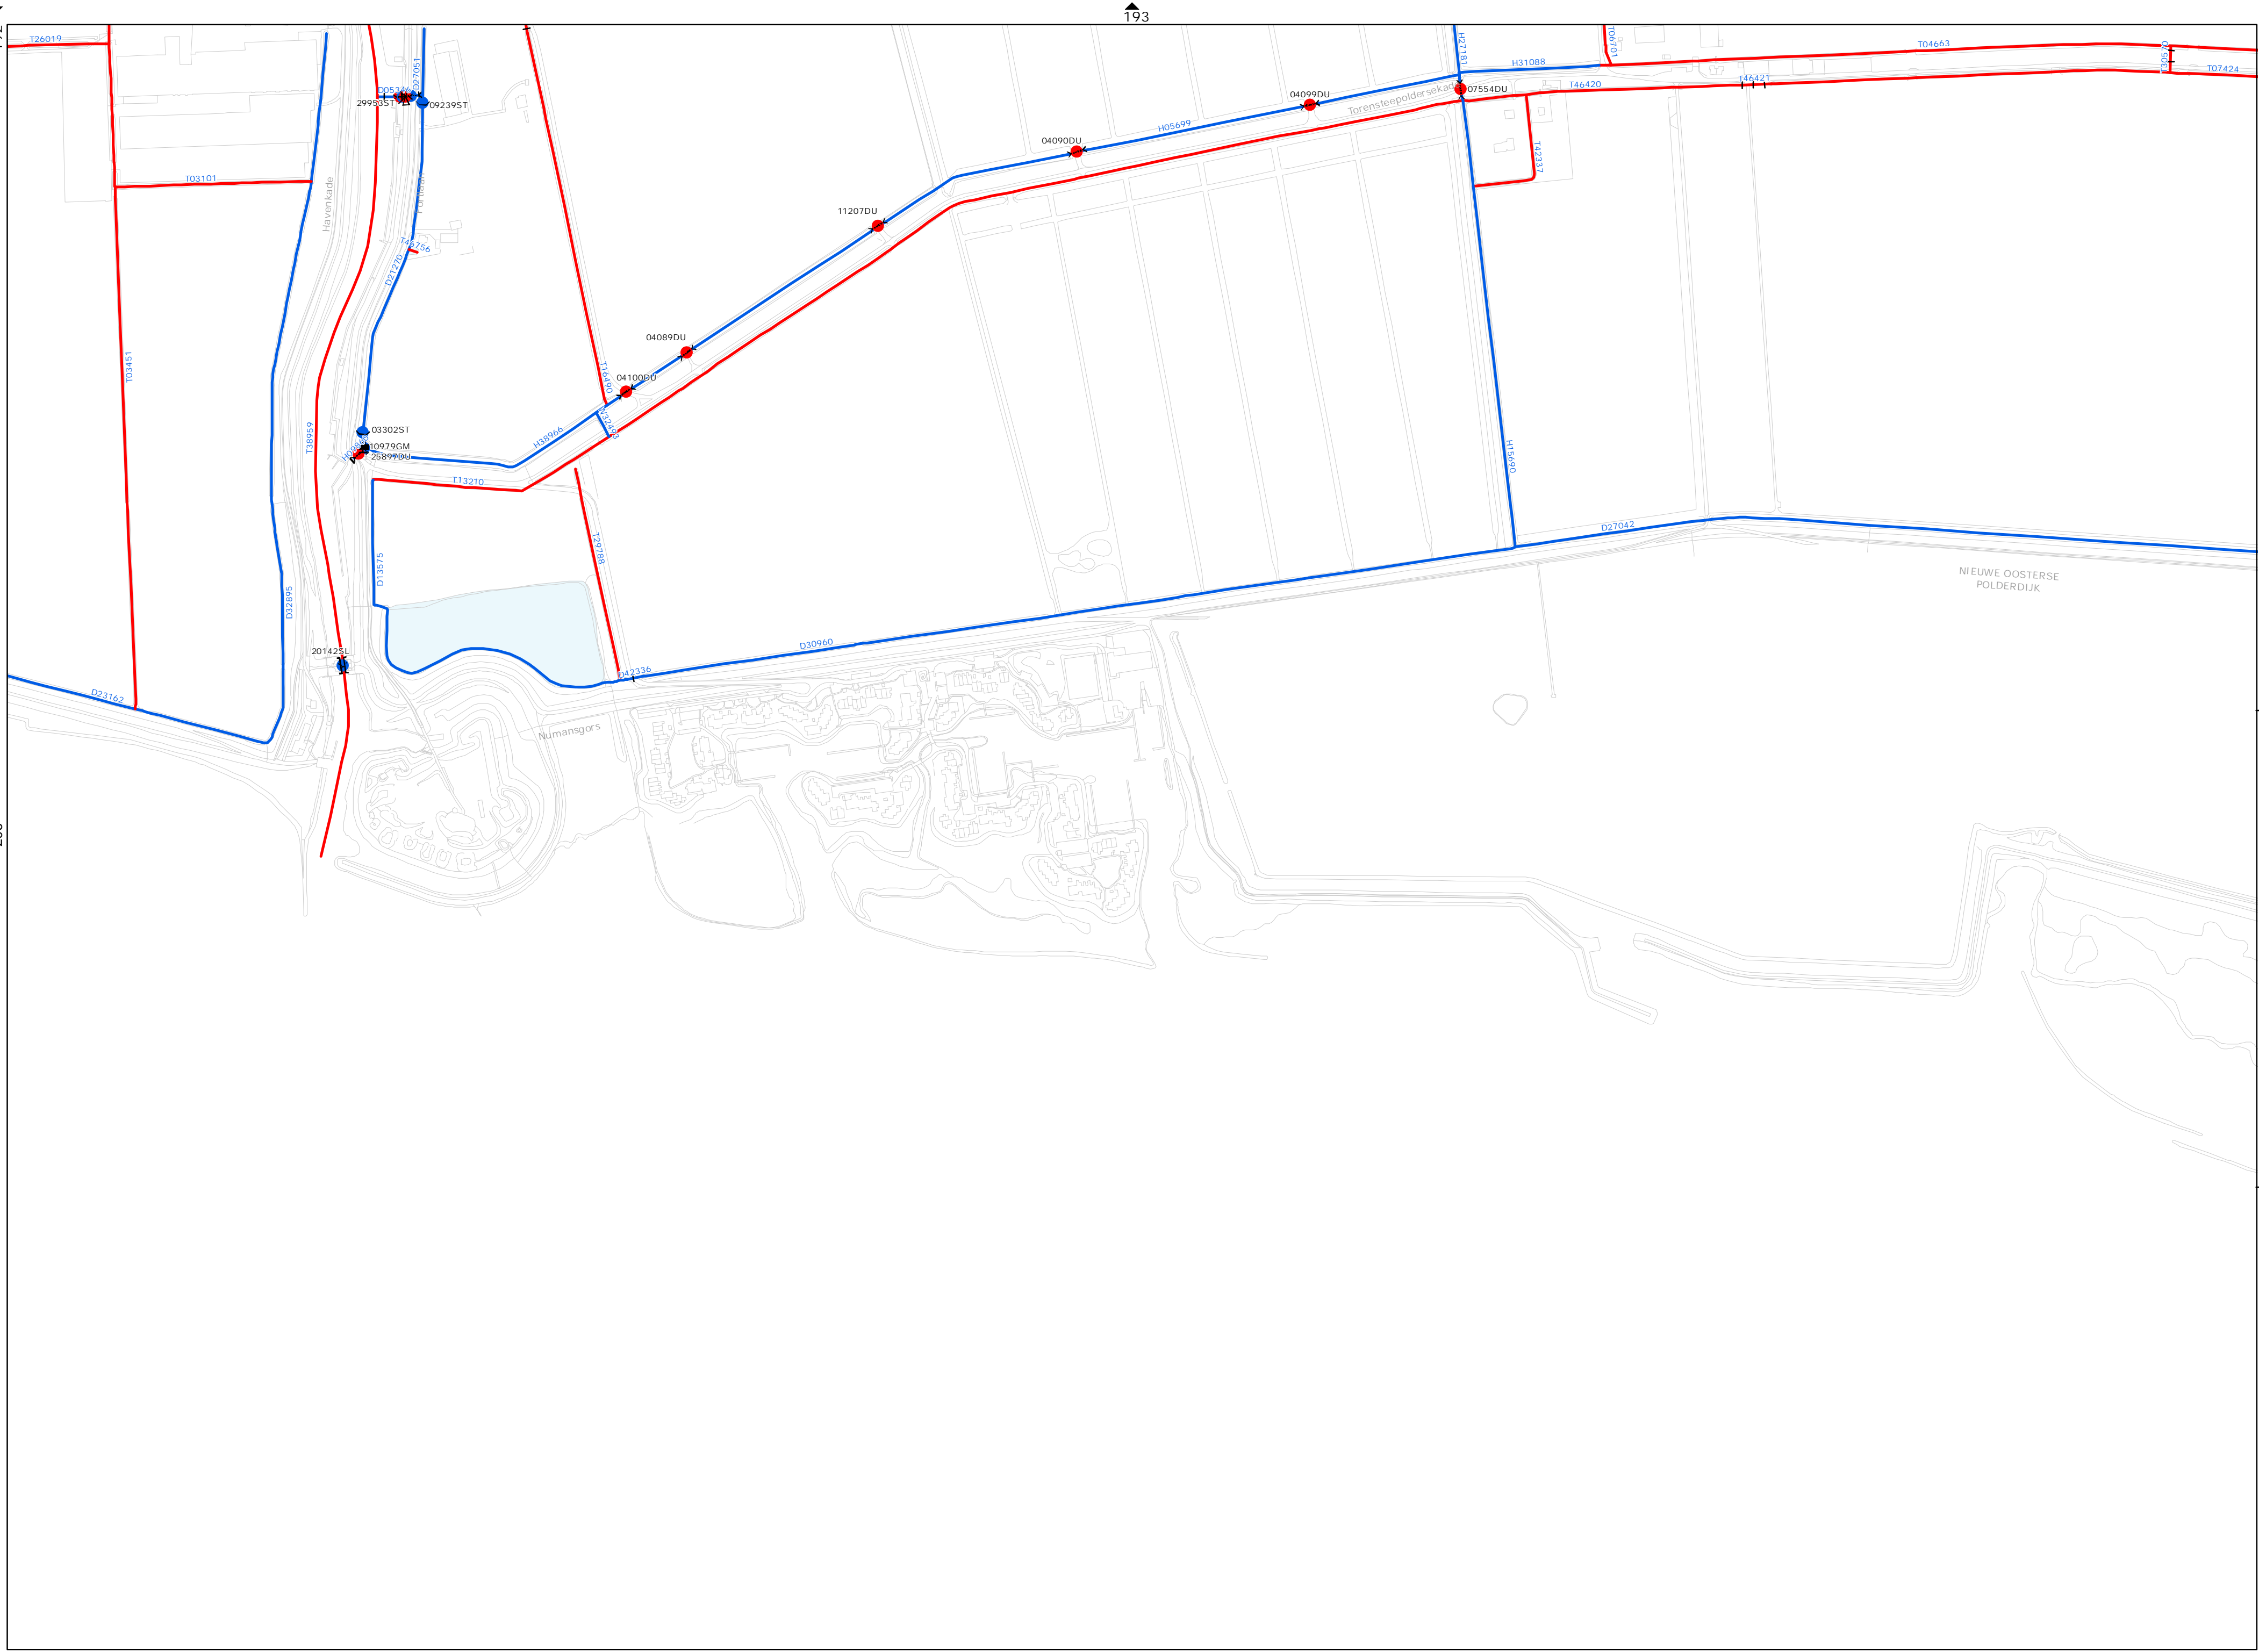 193
T26019
H27181
T06701
H31088
T04663
T07424
D27051
29953ST
09239ST
07554DU
T46420
T46421
04099DU
Torensteepoldersekade
H05699
04090DU
T42337
T03101
Havenkade
11207DU
T45756
D21270
04089DU
T03451
T16490
04100DU
W32493
H38966
03302ST
10979GM
25897DU
T38959
T13210
H15690
D27042
T29788
D13575
NIEUWE OOSTERSE
POLDERDIJK
D32895
20142SL
D30960
D42336
D23162
Numansgors